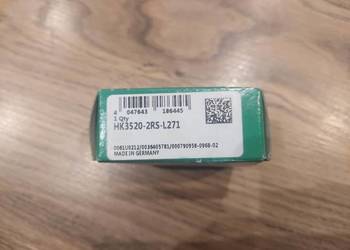 4 047643 186445
1 Qty
HK3520-2RS-L271
MADE IN GERMANY